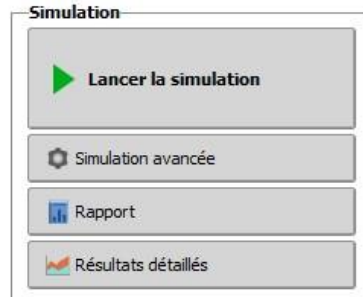 Simulation
Lancer la simulation
Simulation avancée
Rapport
Résultats détaillés